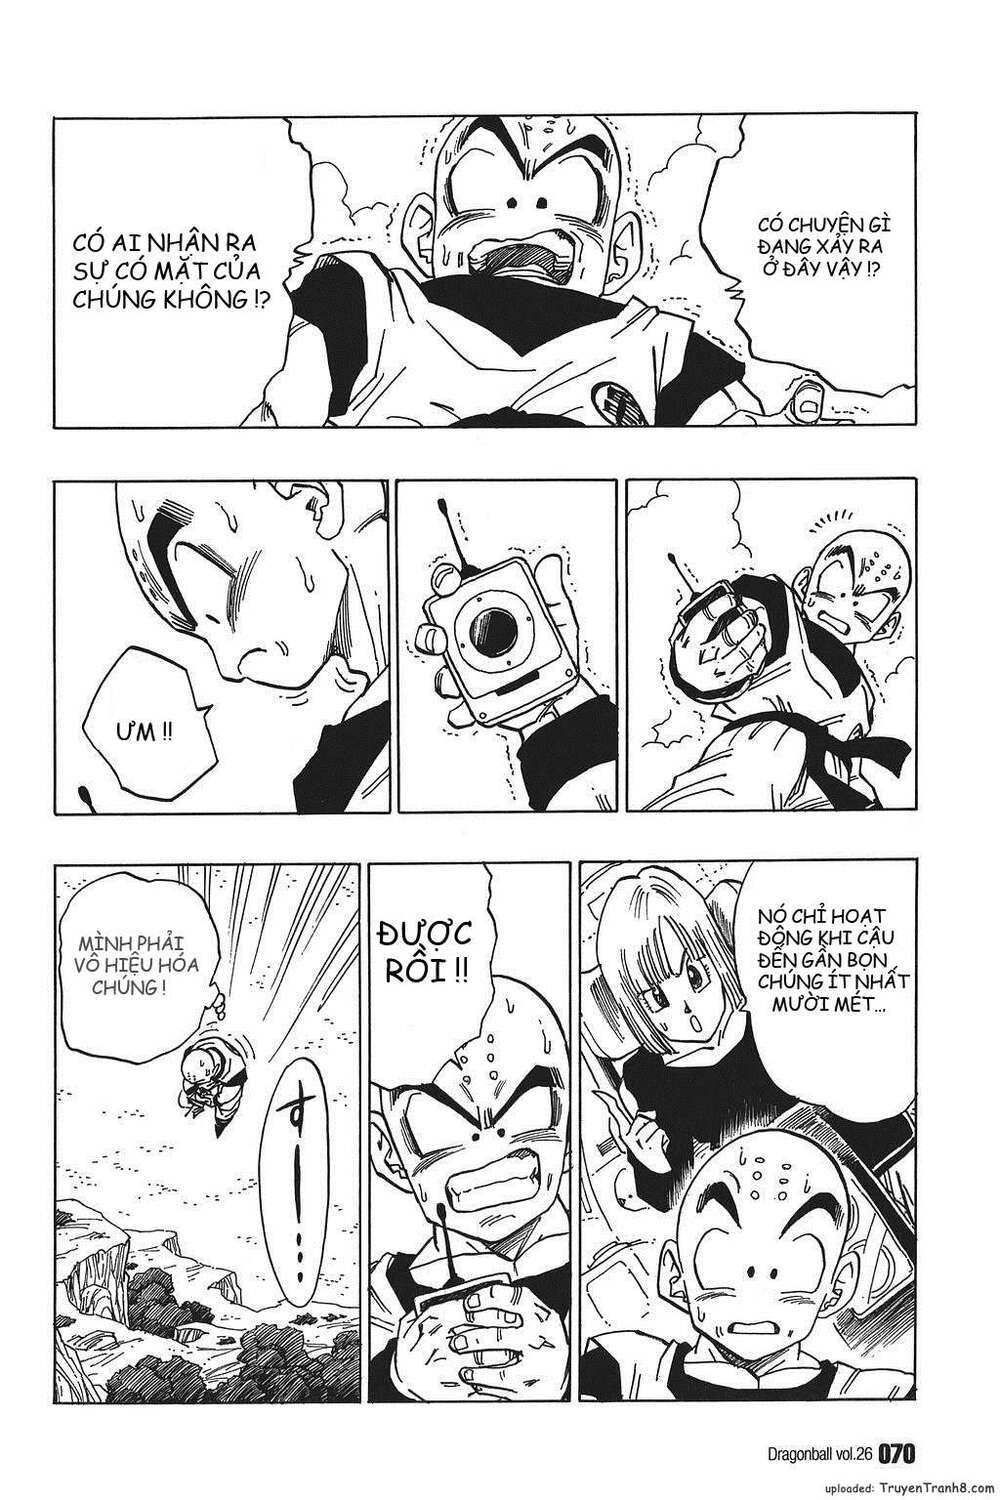 CÓ CHUYỆN GÌ
ĐANG XẢY RA
Ở ĐÂY VẬY !?
CÓ AI NHẬN RA
SỰ CÓ MẶT CỦA
CHÚNG KHÔNG !?
ƯM !!
NÓ CHỈ HOẠT
ĐỘNG KHI CẬU
ĐẾN GẦN BỌN
CHÚNG ÍT NHẤT
MƯỜI MÉT...
ĐƯỢC
RỒI !!
MÌNH PHẢI
VÔ HIỆU HÓA
CHÚNG !
すーー…
Dragonball vol.26 070
uploaded: TruyenTranh8.com